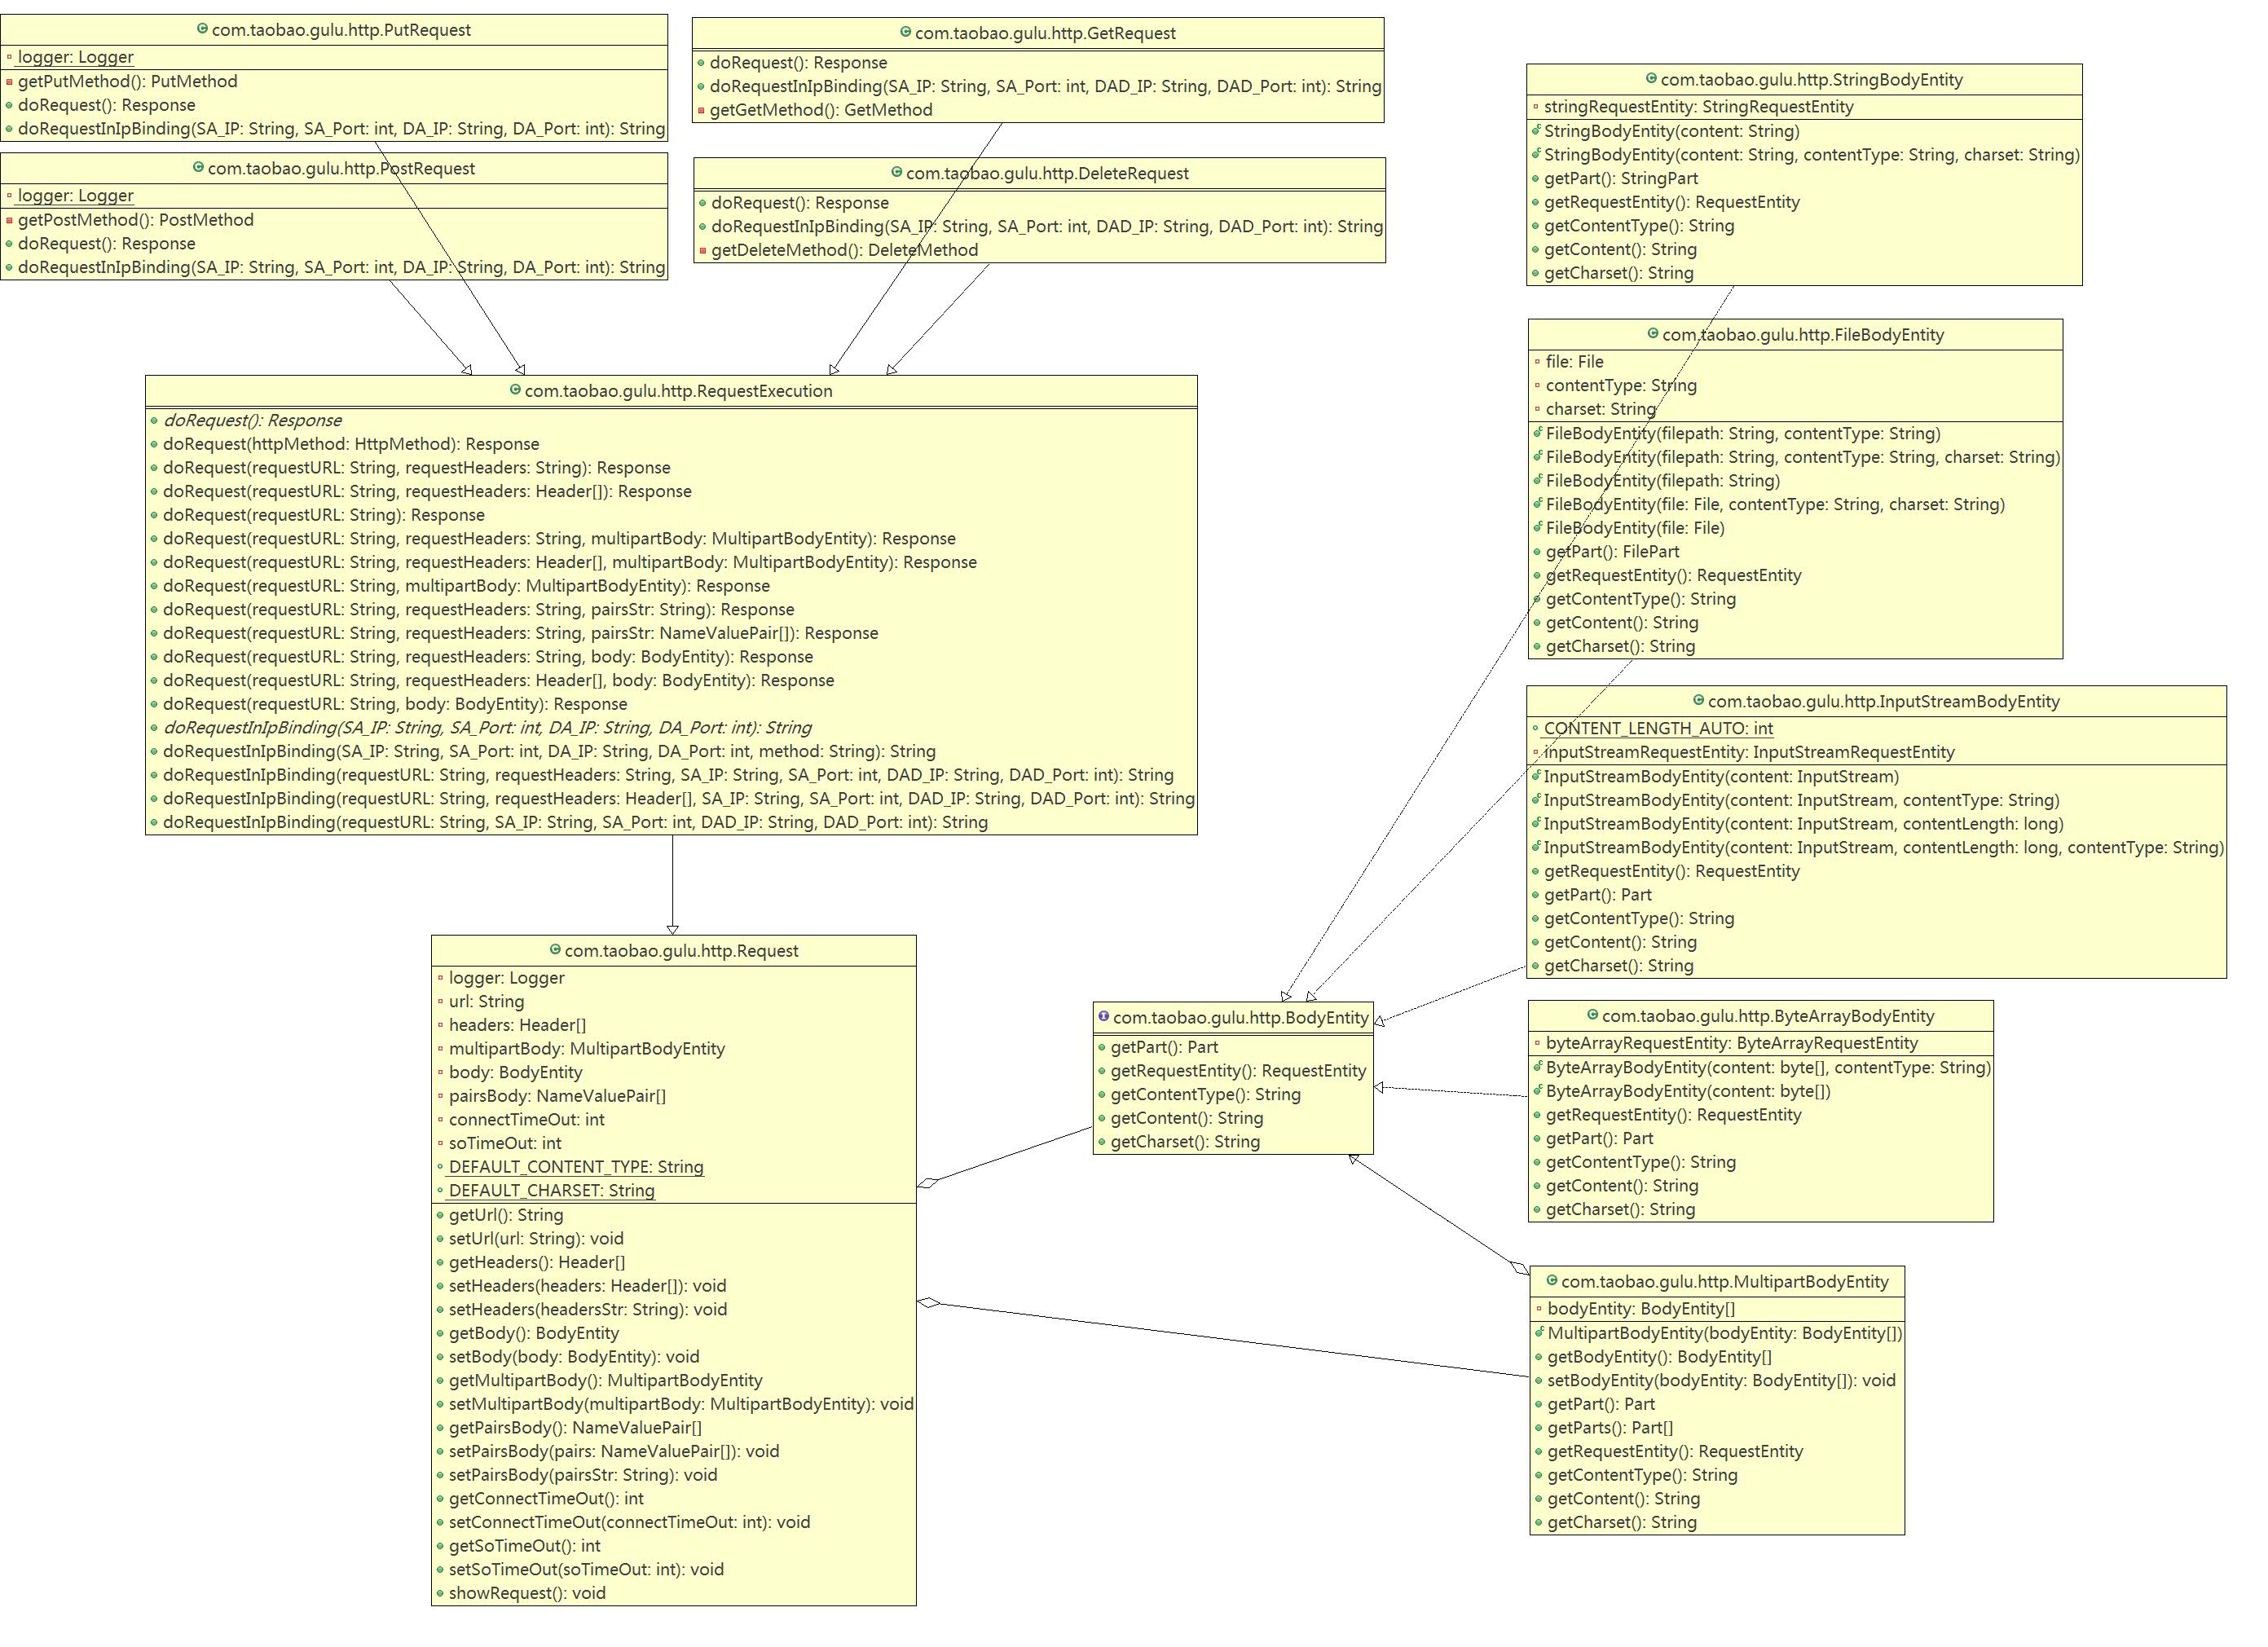 com.taobao.gulu.http.PutRequest
logger: Logger
getPutMethod(): PutMethod
doRequest(): Response
doRequestInIpBinding(SA_IP: String, SA_Port: int, DA_IP: String, DA_Port: int): String
com.taobao.gulu.http.PostRequest
logger: Logger
getPostMethod(): PostMethod
doRequest(): Response
doRequestInIpBinding(SA_IP: String, SA_Port: int, DA_IP: String, DA_Port: int): String
com.taobao.gulu.http.GetRequest
doRequest(): Response
doRequestInIpBinding(SA_IP: String, SA_Port: int, DAD_IP: String, DAD_Port: int): String
getGetMethod(): GetMethod
com.taobao.gulu.http.DeleteRequest
doRequest(): Response
doRequestInIpBinding(SA_IP: String, SA_Port: int, DAD_IP: String, DAD_Port: int): String
getDeleteMethod(): DeleteMethod
com.taobao.gulu.http.RequestExecution
doRequest(): Response
doRequest(httpMethod: HttpMethod): Response
doRequest(requestURL: String, requestHeaders: String): Response
doRequest(requestURL: String, requestHeaders: Header[]): Response
doRequest(requestURL: String): Response
doRequest(requestURL: String, requestHeaders: String, multipartBody: MultipartBodyEntity): Response
doRequest(requestURL: String, requestHeaders: Header[], multipartBody: MultipartBodyEntity): Response
doRequest(requestURL: String, multipartBody: MultipartBodyEntity): Response
doRequest(requestURL: String, requestHeaders: String, pairsStr: String): Response
doRequest(requestURL: String, requestHeaders: String, pairsStr: NameValuePair[]): Response
doRequest(requestURL: String, requestHeaders: String, body: BodyEntity): Response
doRequest(requestURL: String, requestHeaders: Header[], body: BodyEntity): Response
doRequest(requestURL: String, body: BodyEntity): Response
doRequestInIpBinding(SA_IP: String, SA_Port: int, DA_IP: String, DA_Port: int): String
doRequestInIpBinding(SA_IP: String, SA_Port: int, DA_IP: String, DA_Port: int, method: String): String
doRequestInIpBinding(requestURL: String, requestHeaders: String, SA_IP: String, SA_Port: int, DAD_IP: String, DAD_Port: int): String
doRequestInIpBinding(requestURL: String, requestHeaders: Header[], SA_IP: String, SA_Port: int, DAD_IP: String, DAD_Port: int): String
doRequestInIpBinding(requestURL: String, SA_IP: String, SA_Port: int, DAD_IP: String, DAD_Port: int): String
com.taobao.gulu.http.Request
logger: Logger
url: String
headers: Header[]
multipartBody: MultipartBodyEntity
body: BodyEntity
pairsBody: NameValuePair[]
connectTimeOut: int
soTimeOut: int
DEFAULT_CONTENT_TYPE: String
DEFAULT_CHARSET: String
getUrl(): String
setUrl(url: String): void
getHeaders(): Header[]
setHeaders(headers: Header[]): void
setHeaders(headersStr: String): void
getBody(): BodyEntity
setBody(body: BodyEntity): void
getMultipartBody(): MultipartBodyEntity
setMultipartBody(multipartBody: MultipartBodyEntity): void
getPairsBody(): NameValuePair[]
setPairsBody(pairs: NameValuePair[]): void
setPairsBody(pairsStr: String): void
getConnectTimeOut(): int
setConnectTimeOut(connectTimeOut: int): void
getSoTimeOut(): int
setSoTimeOut(soTimeOut: int): void
showRequest(): void
com.taobao.gulu.http.BodyEntity
getPart(): Part
getRequestEntity(): RequestEntity
getContentType(): String
getContent(): String
getCharset(): String
com.taobao.gulu.http.StringBodyEntity
stringRequestEntity: StringRequestEntity
StringBodyEntity(content: String)
StringBodyEntity(content: String, contentType: String, charset: String)
getPart(): StringPart
getRequestEntity(): RequestEntity
getContentType(): String
getContent(): String
getCharset(): String
com.taobao.gulu.http.FileBodyEntity
file: File
contentType: String
charset: String
FileBodyEntity(filepath: String, contentType: String)
FileBodyEntity(filepath: String, contentType: String, charset: String)
FileBodyEntity(filepath: String)
FileBodyEntity(file: File, contentType: String, charset: String)
FileBodyEntity(file: File)
getPart(): FilePart
getRequestEntity(): RequestEntity
getContentType(): String
getContent(): String
getCharset(): String
com.taobao.gulu.http.InputStreamBodyEntity
CONTENT_LENGTH_AUTO: int
inputStreamRequestEntity: InputStreamRequestEntity
InputStreamBodyEntity(content: InputStream)
InputStreamBodyEntity(content: InputStream, contentType: String)
InputStreamBodyEntity(content: InputStream, contentLength: long)
InputStreamBodyEntity(content: InputStream, contentLength: long, contentType: String)
getRequestEntity(): RequestEntity
getPart(): Part
getContentType(): String
getContent(): String
getCharset(): String
com.taobao.gulu.http.ByteArrayBodyEntity
byteArrayRequestEntity: ByteArrayRequestEntity
ByteArrayBodyEntity(content: byte[], contentType: String)
ByteArrayBodyEntity(content: byte[])
getRequestEntity(): RequestEntity
getPart(): Part
getContentType(): String
getContent(): String
getCharset(): String
com.taobao.gulu.http.MultipartBodyEntity
bodyEntity: BodyEntity[]
MultipartBodyEntity(bodyEntity: BodyEntity[])
getBodyEntity(): BodyEntity[]
setBodyEntity(bodyEntity: BodyEntity[]): void
getPart(): Part
getParts(): Part[]
getRequestEntity(): RequestEntity
getContentType(): String
getContent(): String
getCharset(): String